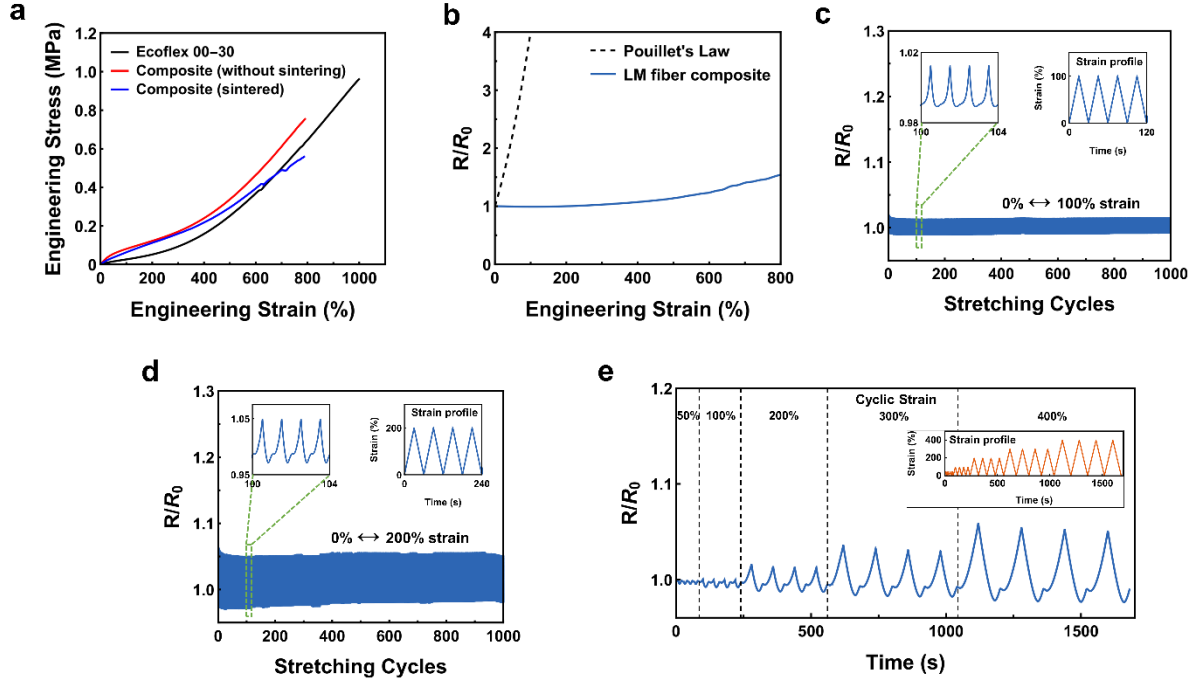 a
Engineering Stress (MPa)
1.2
1.0
0.8
0.6
0.4
0.2
0
Ecoflex 00–30
Composite (without sintering)
Composite (sintered)
0 200 400 600 800 1000
Engineering Strain (%)
b
R/R0
4
3
2
1
0
Pouillet's Law
LM fiber composite
0 200 400 600 800
Engineering Strain (%)
c
R/R0
1.3
1.2
1.1
1.0
1.02
0.98
100 104
Strain profile
Strain (%)
100
0
0 120
Time (s)
0% ↔ 100% strain
0 200 400 600 800 1000
Stretching Cycles
d
R/R0
1.3
1.2
1.1
1.0
1.05
0.95
100 104
Strain profile
Strain (%)
200
0
0 240
Time (s)
0% ↔ 200% strain
0 200 400 600 800 1000
Stretching Cycles
e
R/R0
1.2
1.1
1.0
Cyclic Strain
50% 100% 200% 300% 400%
Strain profile
Strain (%)
400
200
0
0 500 1000 1500
Time (s)
0 500 1000 1500
Time (s)